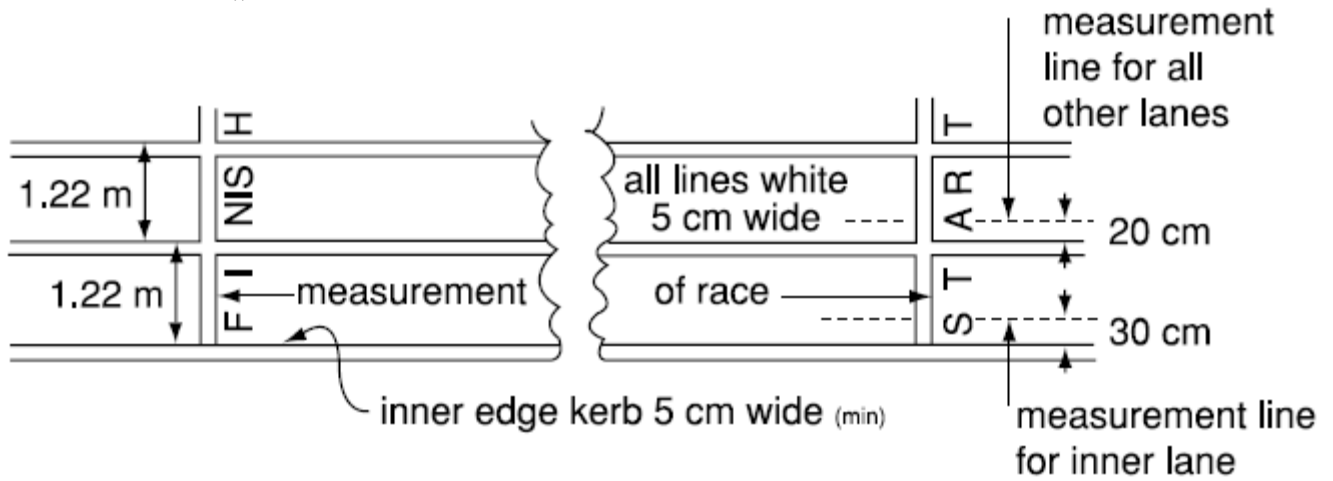 measurement
line for all
other lanes
FINISH
START
1.22 m
all lines white
5 cm wide
20 cm
1.22 m
measurement
of race
30 cm
inner edge kerb 5 cm wide (min)
measurement line
for inner lane